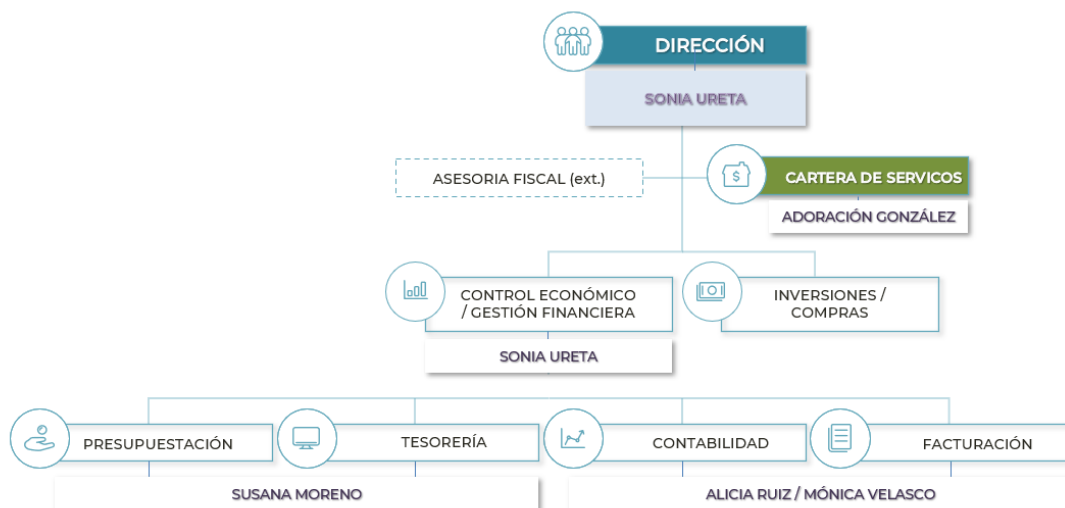 DIRECCIÓN
SONIA URETA
ASESORIA FISCAL (ext.)
$
CARTERA DE SERVICOS
ADORACIÓN GONZÁLEZ
CONTROL ECONÓMICO
/ GESTIÓN FINANCIERA
INVERSIONES /
COMPRAS
SONIA URETA
PRESUPUESTACIÓN
TESORERÍA
CONTABILIDAD
FACTURACIÓN
SUSANA MORENO
ALICIA RUIZ / MÓNICA VELASCO